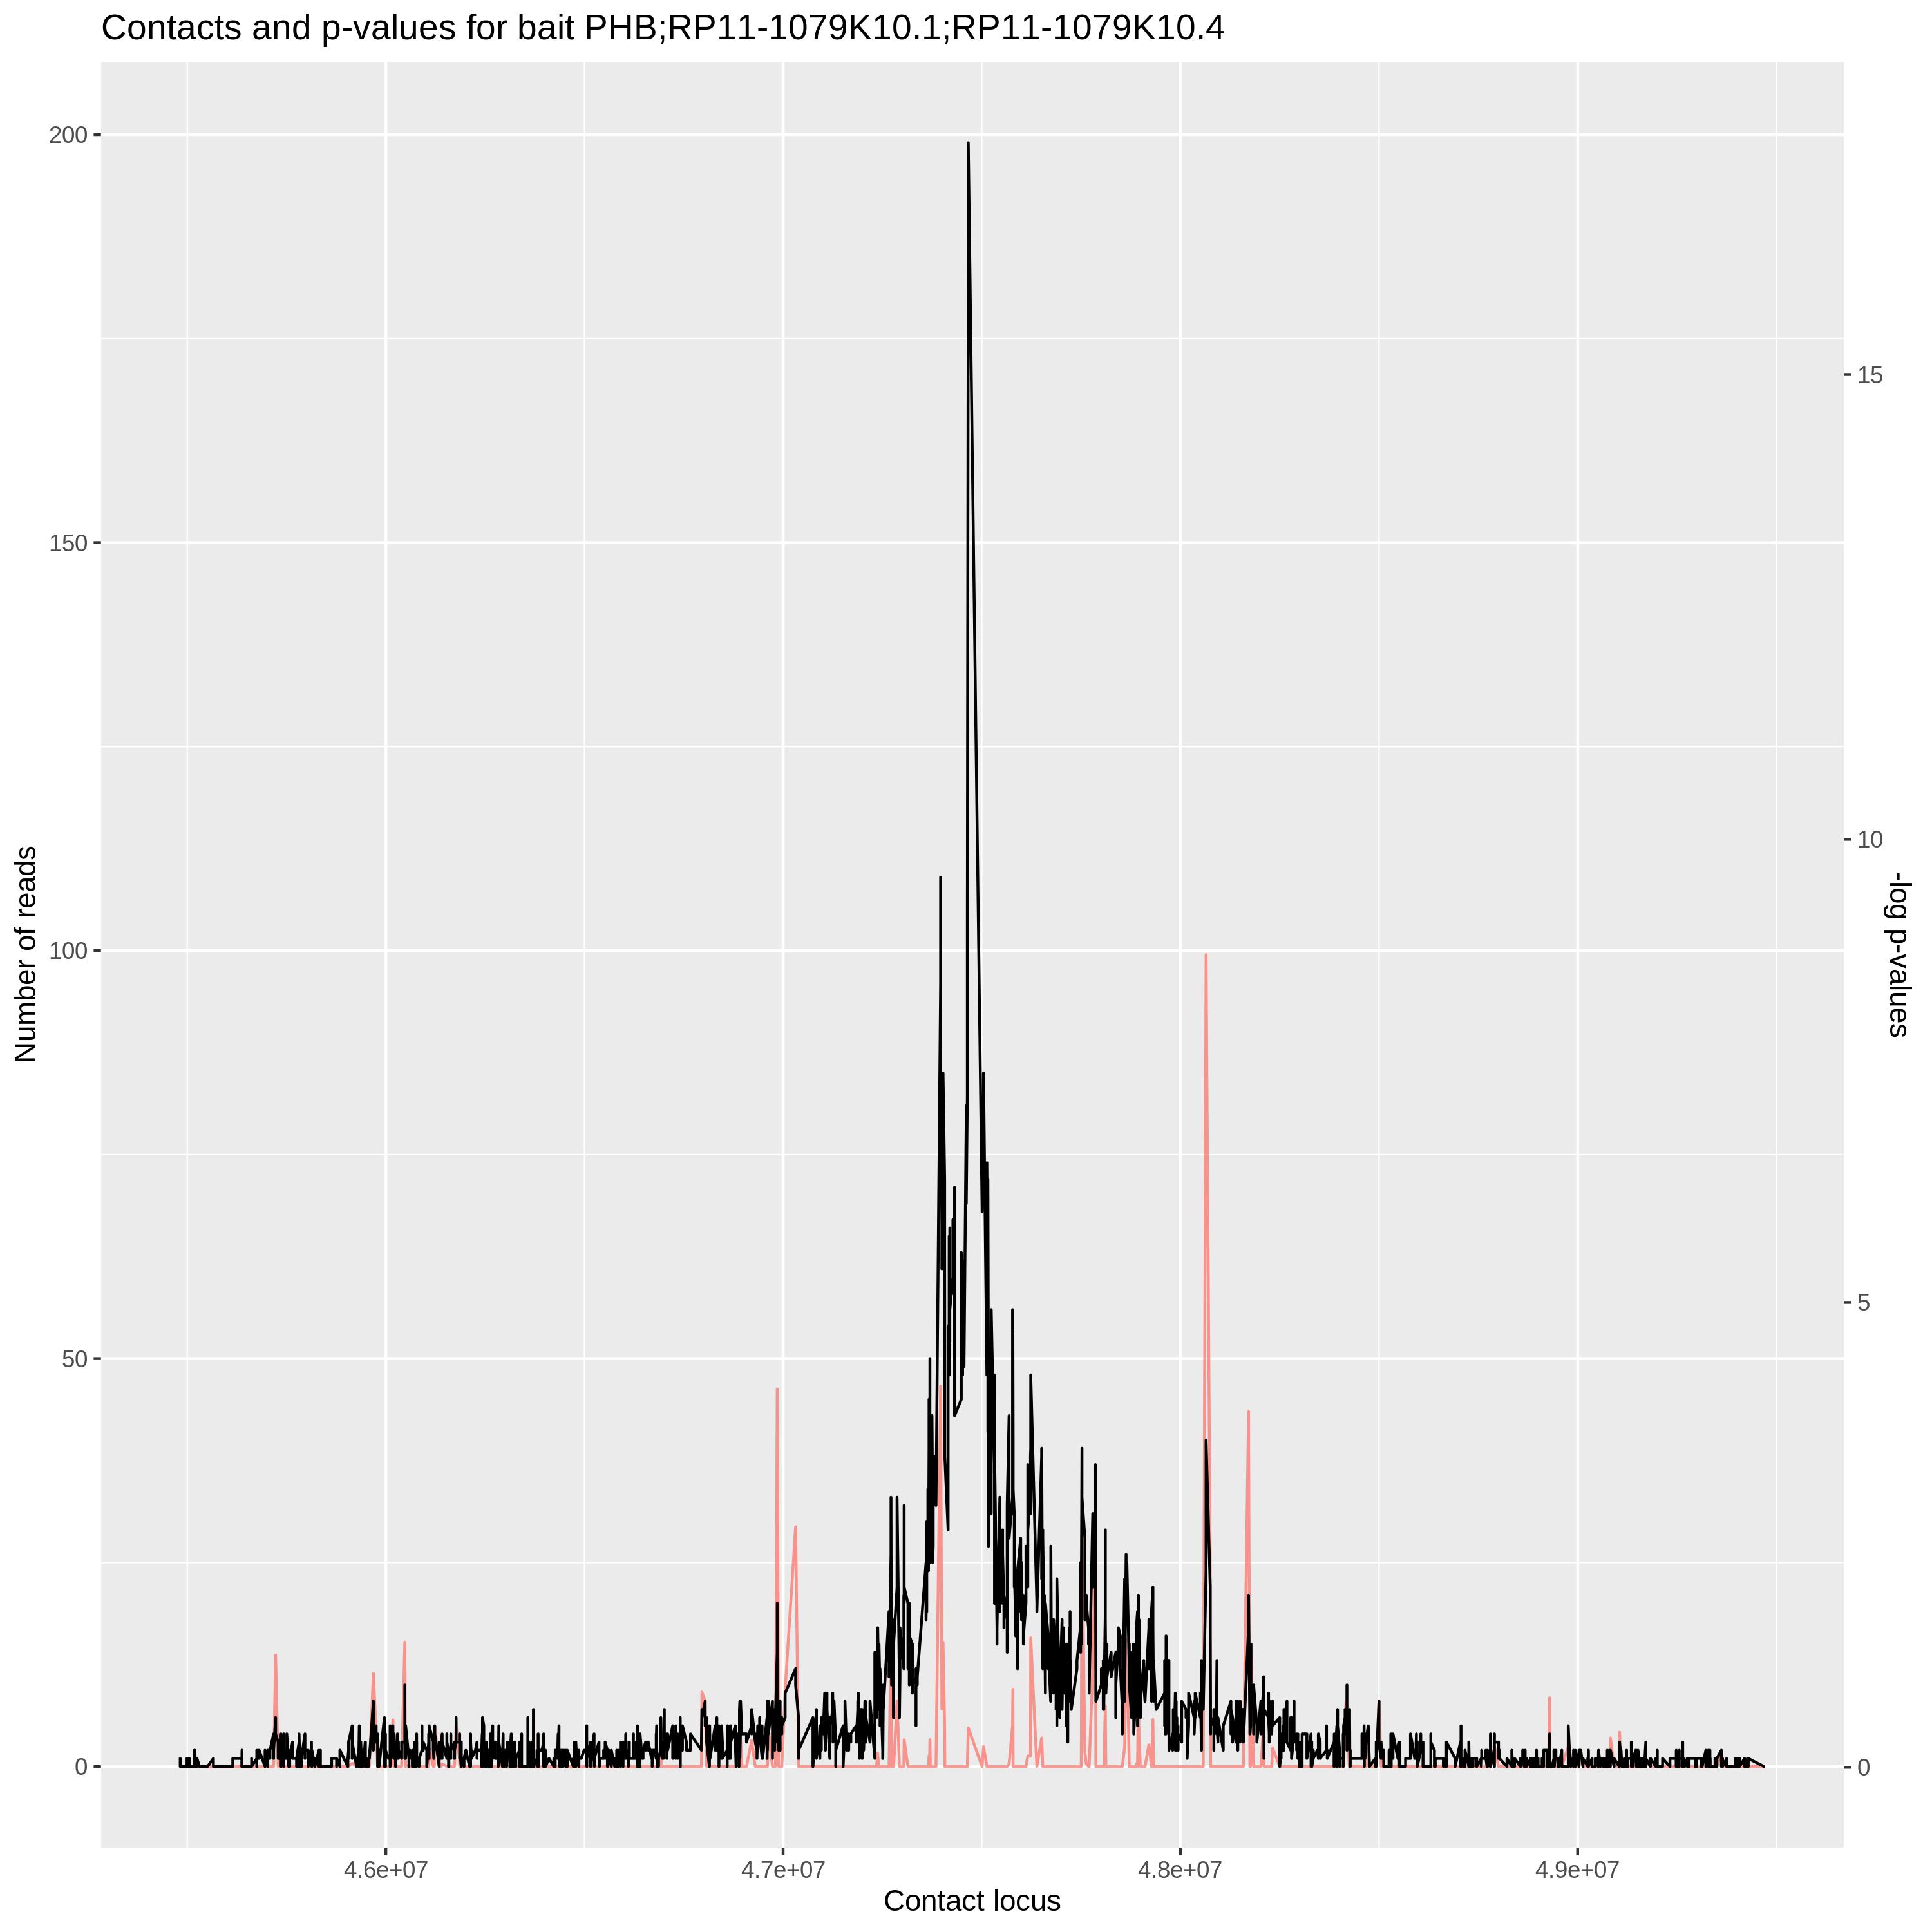 Contacts and p-values for bait PHB;RP11-1079K10.1;RP11-1079K10.4
200
150
100
50
0
Number of reads
15
10
5
0
-log p-values
4.6e+07
4.7e+07
4.8e+07
4.9e+07
Contact locus